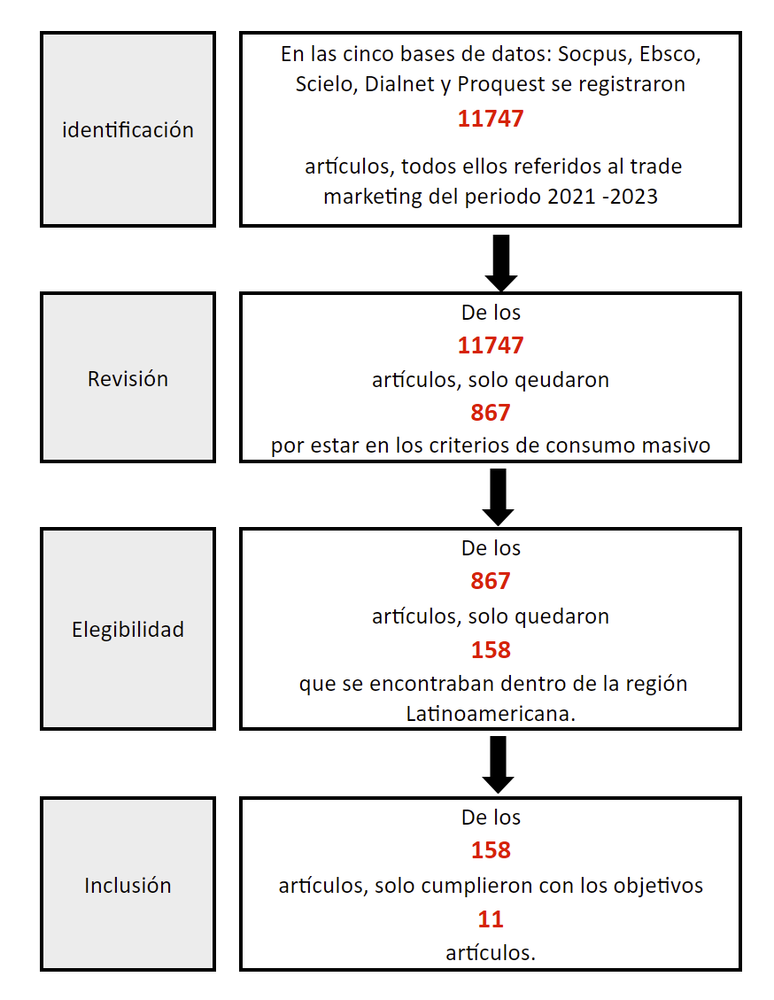 identificación
En las cinco bases de datos: Socpus, Ebsco,
Scielo, Dialnet y Proquest se registraron
11747
artículos, todos ellos referidos al trade
marketing del periodo 2021 -2023
Revisión
De los
11747
artículos, solo qeudaron
867
por estar en los criterios de consumo masivo
Elegibilidad
De los
867
artículos, solo quedaron
158
que se encontraban dentro de la región
Latinoamericana.
Inclusión
De los
158
artículos, solo cumplieron con los objetivos
11
artículos.